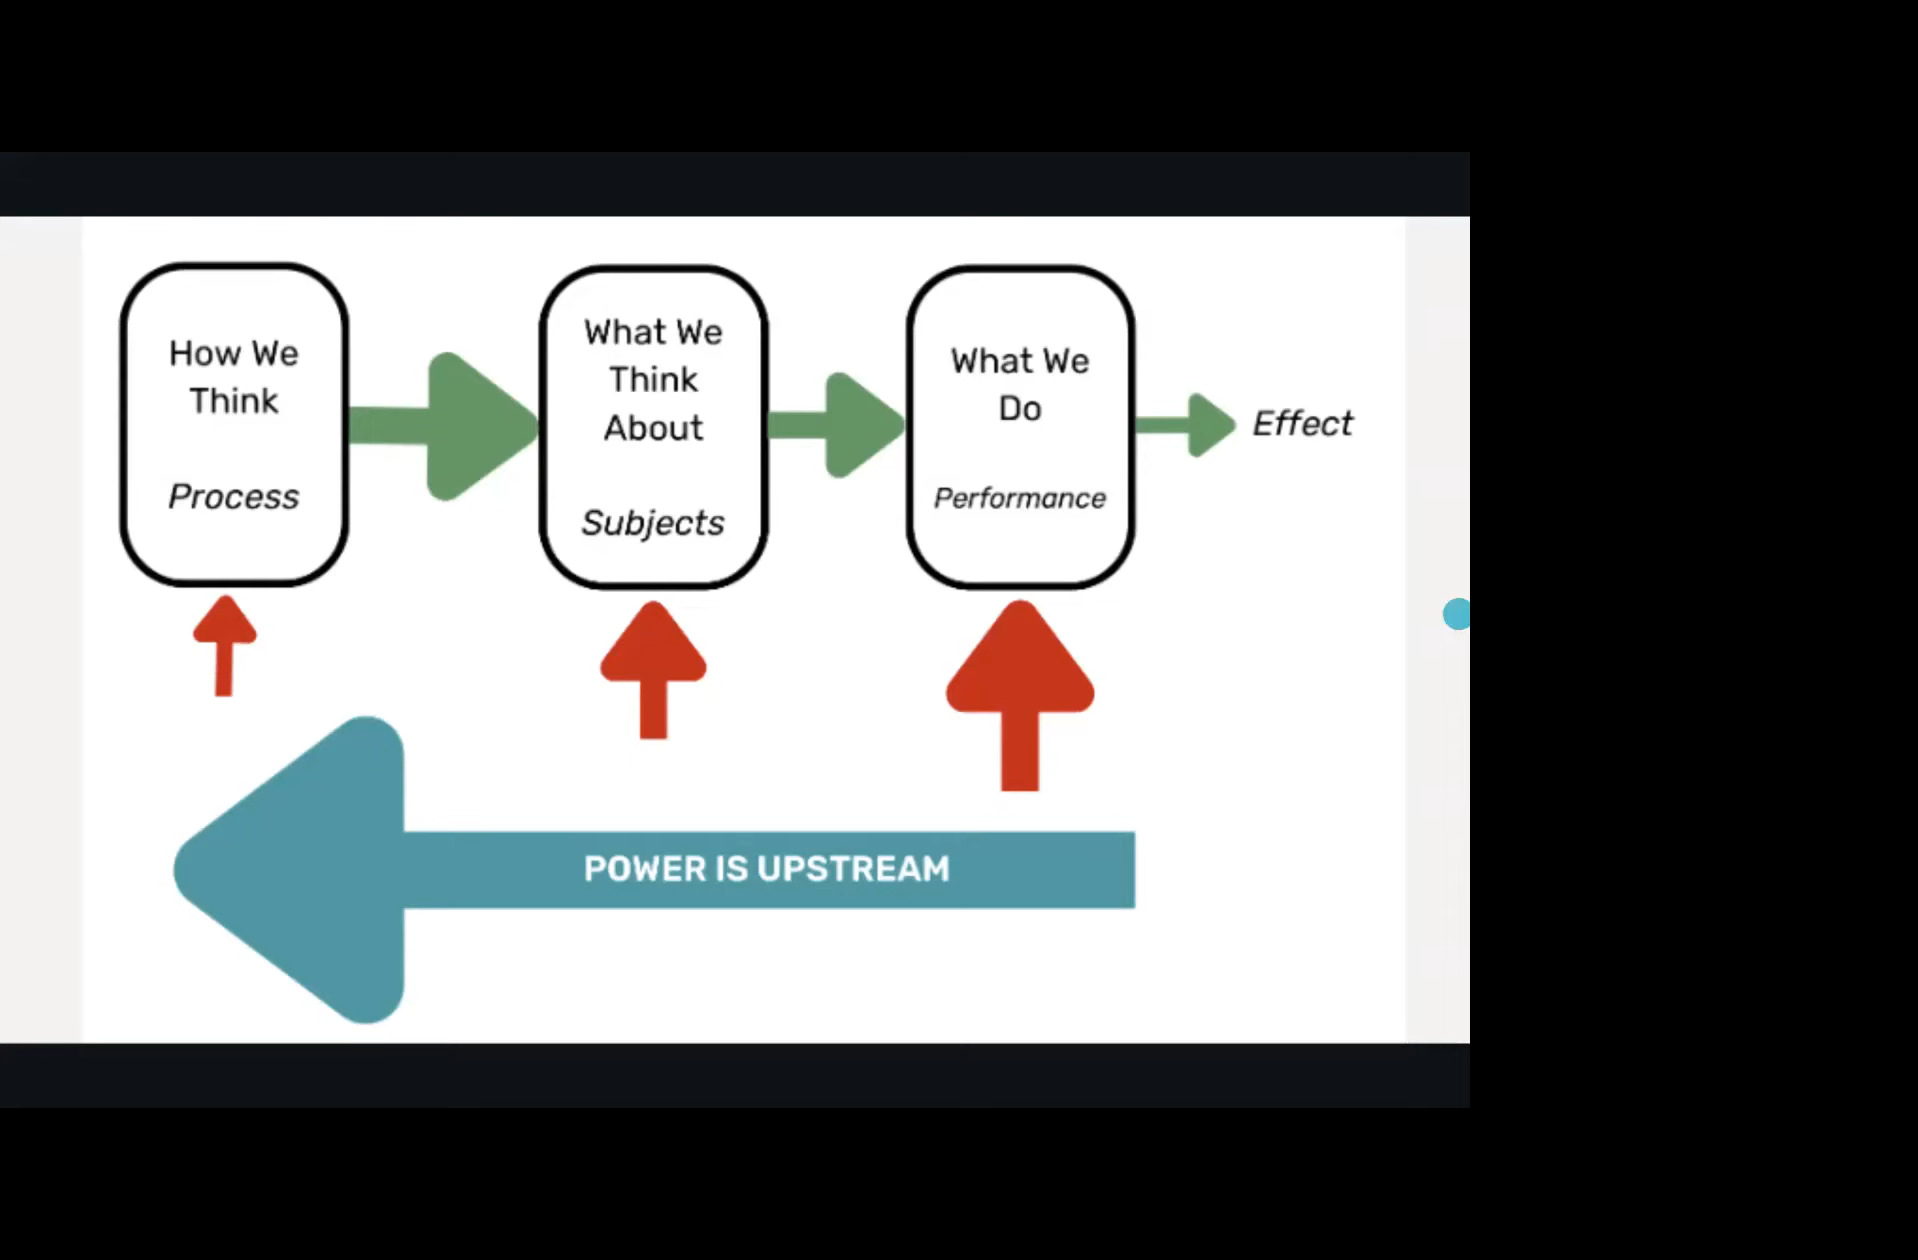 How We
Think
Process
What We
Think
About
Subjects
What We
Do
Performance
Effect
POWER IS UPSTREAM